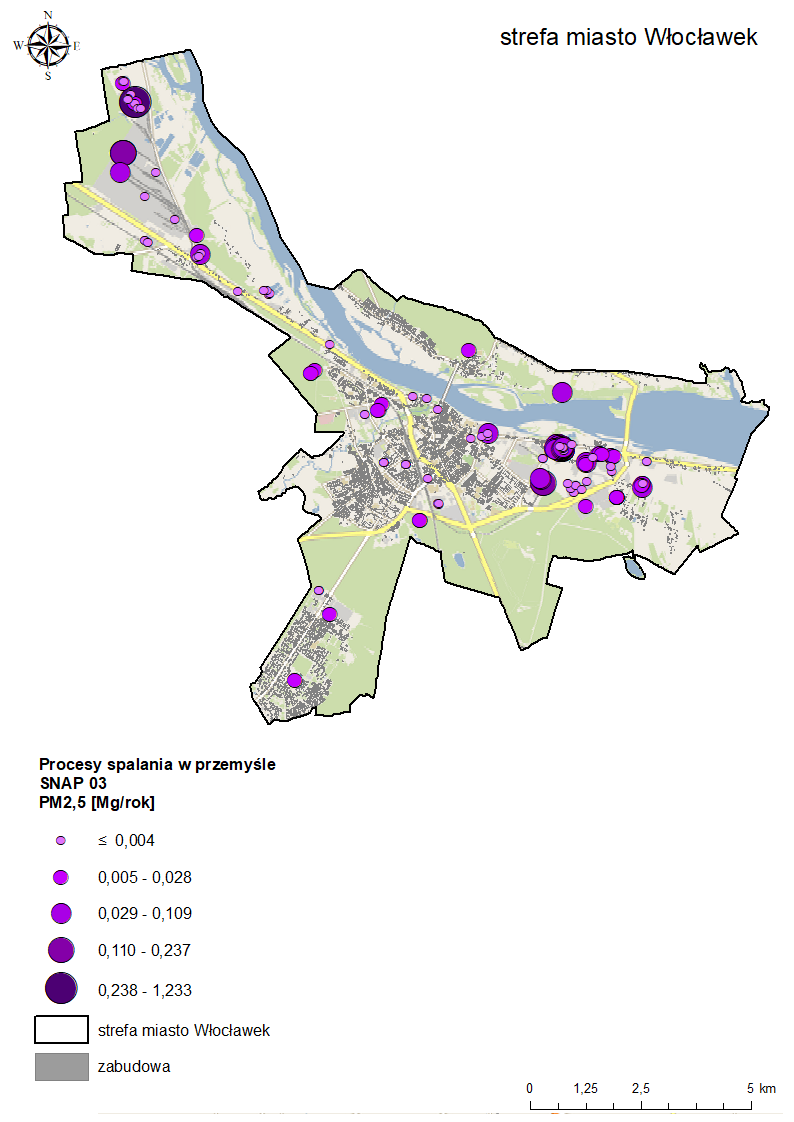 N
W E
S
strefa miasto Włocławek
Procesy spalania w przemyśle
SNAP 03
PM2,5 [Mg/rok]
≤ 0,004
0,005 - 0,028
0,029 - 0,109
0,110 - 0,237
0,238 - 1,233
strefa miasto Włocławek
zabudowa
0 1,25 2,5 5 km